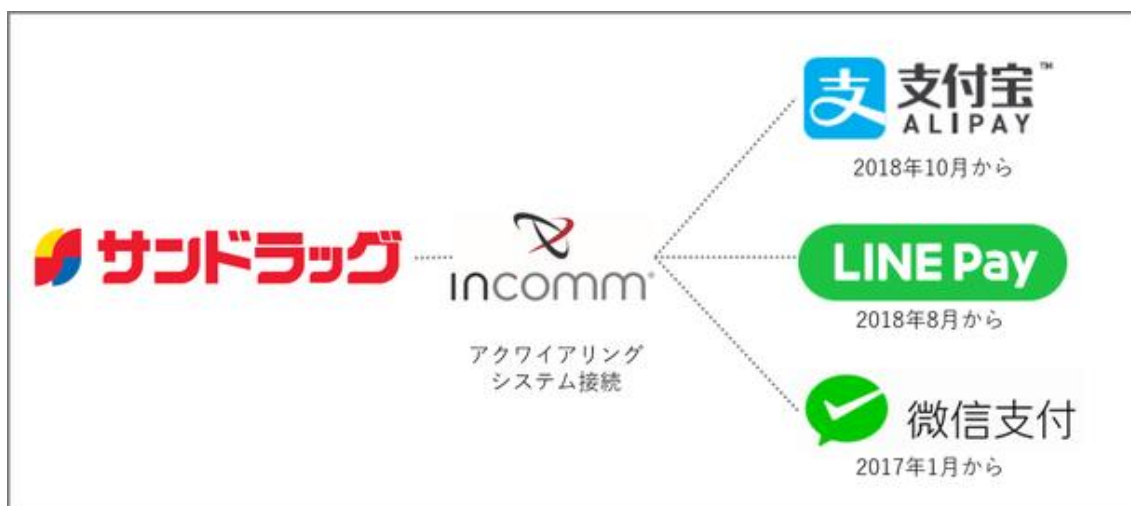 サンドラッグ
incomm®
アクワイアリング
システム接続
支 支付宝™
ALIPAY
2018年10月から
LINE Pay
2018年8月から
微信支付
2017年1月から